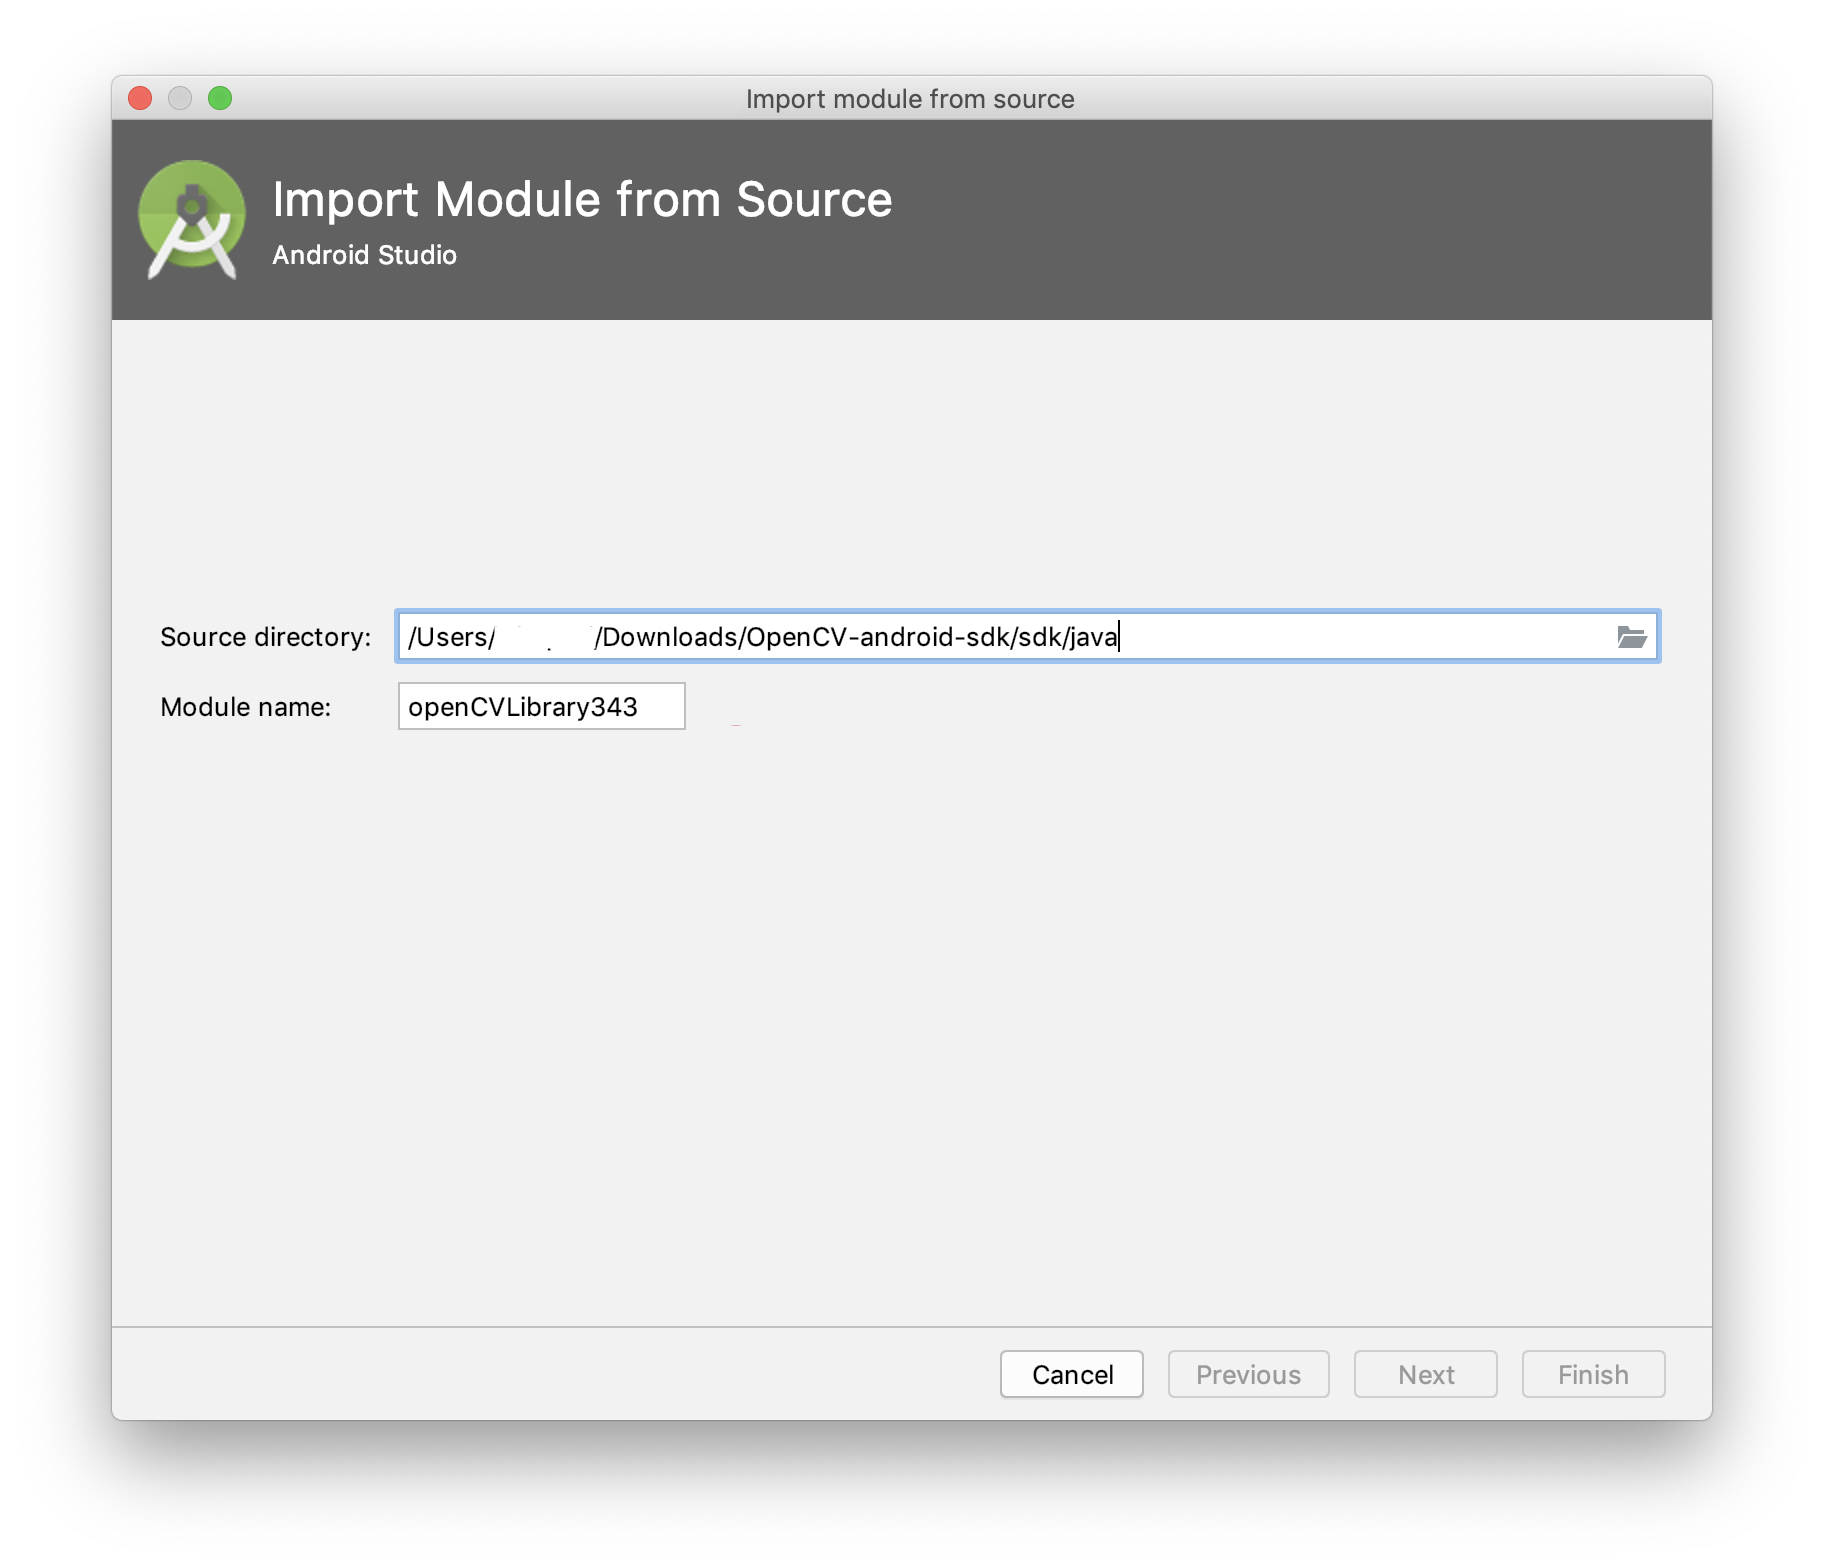 Import module from source
Import Module from Source
Android Studio
Source directory: /Users/ /Downloads/OpenCV-android-sdk/sdk/java
Module name: openCVLibrary343
Cancel Previous Next Finish